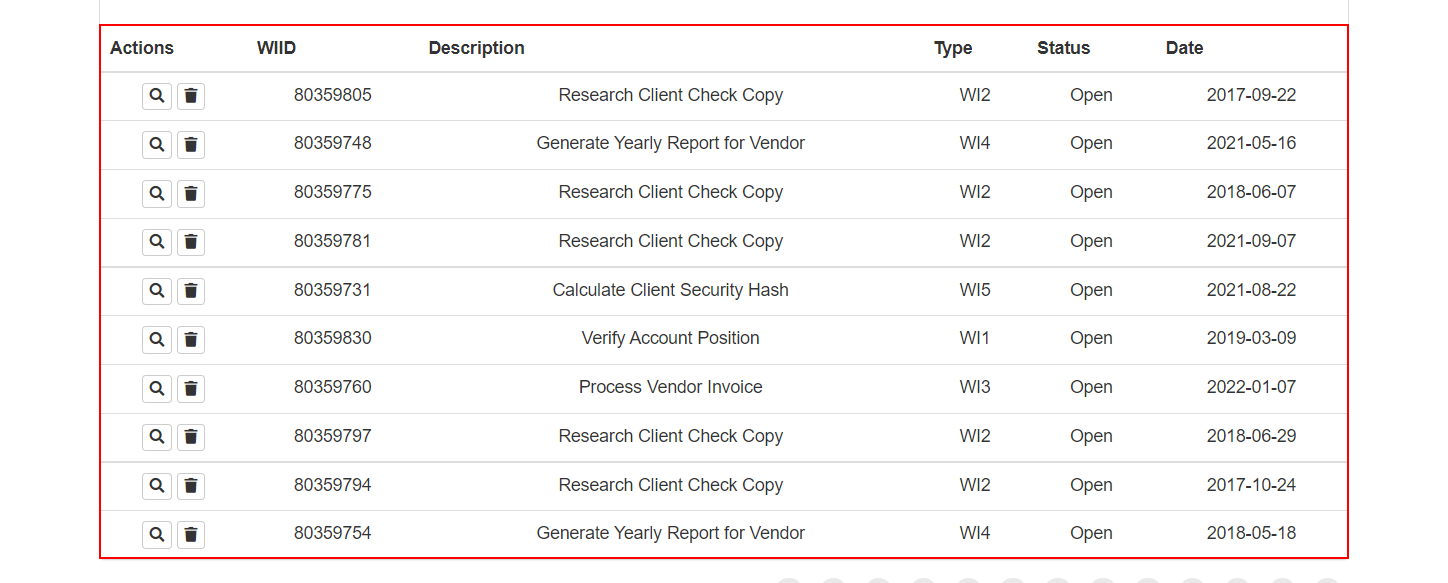 Actions WIID Description Type Status Date
80359805 Research Client Check Copy WI2 Open 2017-09-22
80359748 Generate Yearly Report for Vendor WI4 Open 2021-05-16
80359775 Research Client Check Copy WI2 Open 2018-06-07
80359781 Research Client Check Copy WI2 Open 2021-09-07
80359731 Calculate Client Security Hash WI5 Open 2021-08-22
80359830 Verify Account Position WI1 Open 2019-03-09
80359760 Process Vendor Invoice WI3 Open 2022-01-07
80359797 Research Client Check Copy WI2 Open 2018-06-29
80359794 Research Client Check Copy WI2 Open 2017-10-24
80359754 Generate Yearly Report for Vendor WI4 Open 2018-05-18